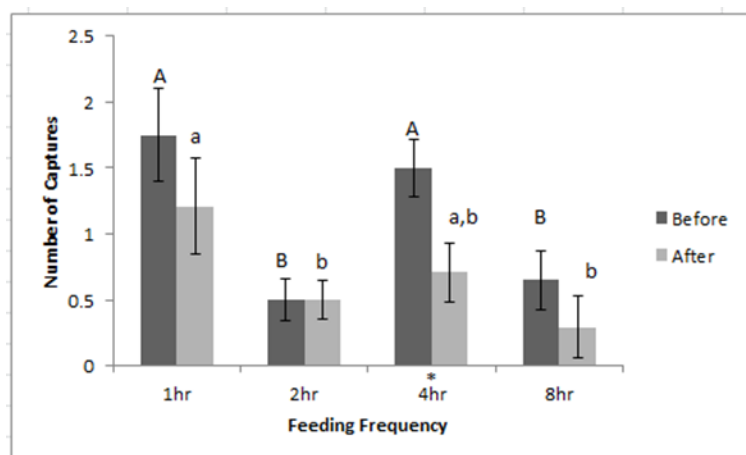 2.5
2
1.5
1
0.5
0
Number of Captures
A
a
B
b
A
a,b
B
b
1hr
2hr
4hr
8hr
*
Feeding Frequency
Before
After